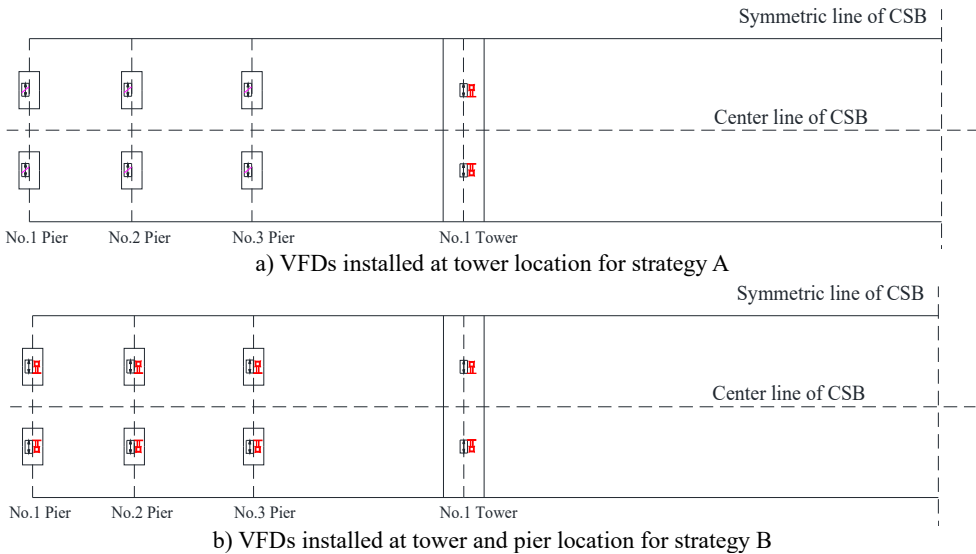 Symmetric line of CSB
Center line of CSB
No.1 Pier No.2 Pier No.3 Pier No.1 Tower
a) VFDs installed at tower location for strategy A
Symmetric line of CSB
Center line of CSB
No.1 Pier No.2 Pier No.3 Pier No.1 Tower
b) VFDs installed at tower and pier location for strategy B